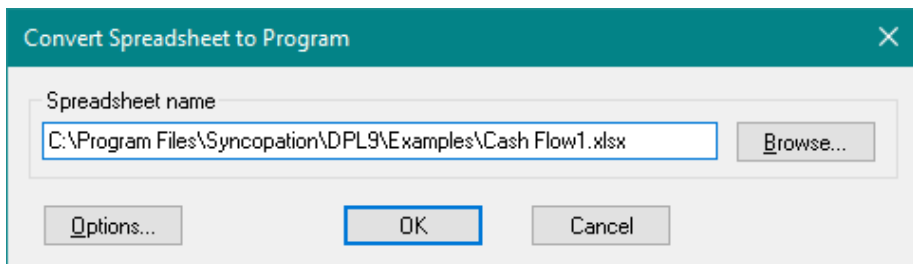 Convert Spreadsheet to Program
Spreadsheet name
C:\Program Files\Syncopation\DPL9\Examples\Cash Flow1.xlsx
Browse...
Options...
OK
Cancel